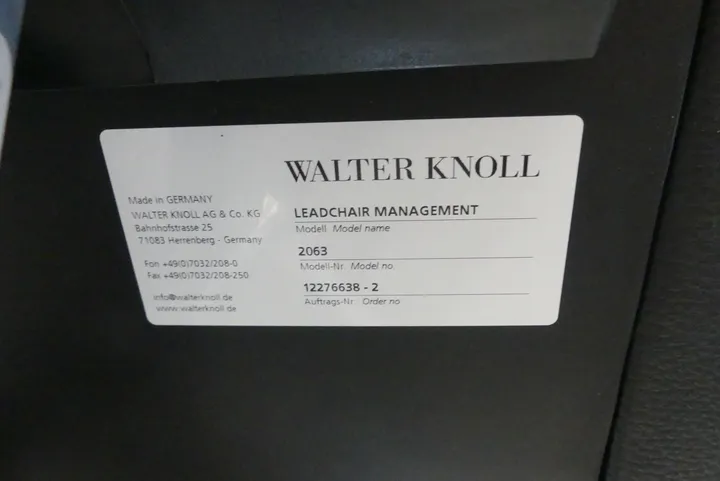 WALTER KNOLL
Made in GERMANY
WALTER KNOLL AG & Co. KG
Bahnhofstrasse 25
71083 Herrenberg - Germany
Fon +49(0)7032/208-0
Fax +49(0)7032/208-250
info@walterknoll.de
www.walterknoll.de
LEADCHAIR MANAGEMENT
Modell Model name
2063
Modell-Nr. Model no.
12276638 - 2
Auftrags-Nr. Order no